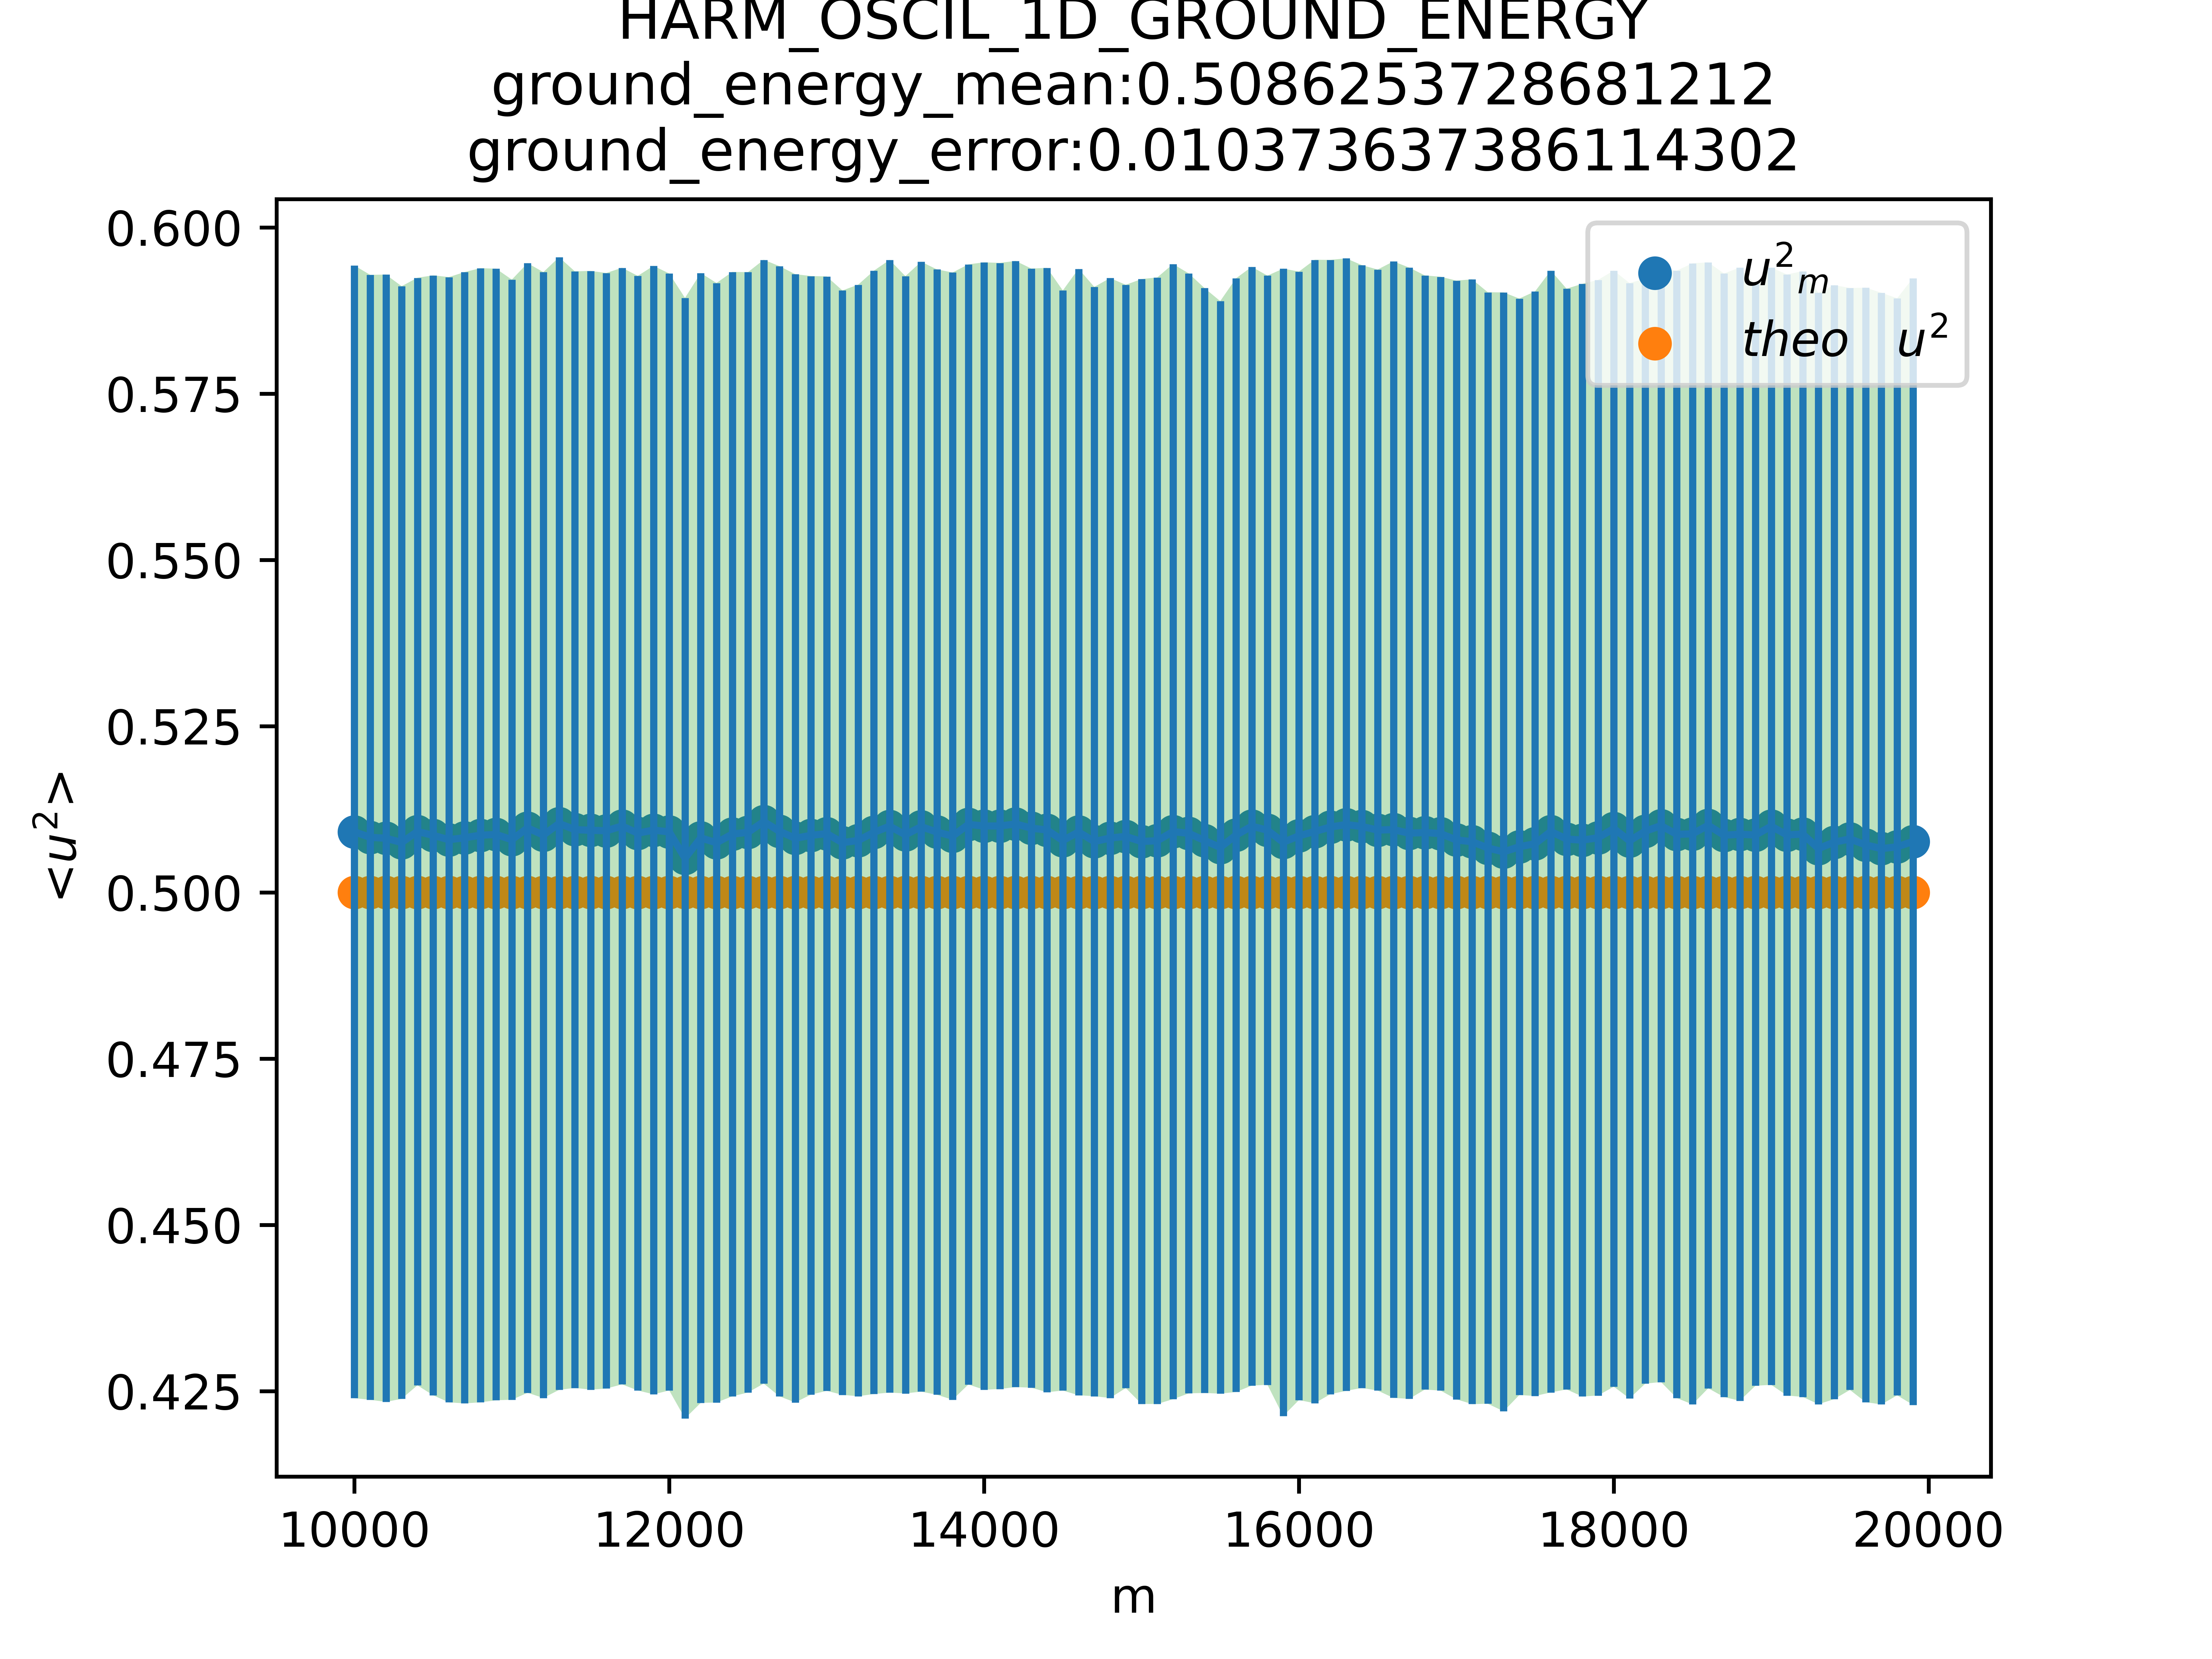 HARM_OSCIL_1D_GROUND_ENERGY
ground_energy_mean:0.5086253728681212
ground_energy_error:0.010373637386114302
0.600
0.575
0.550
0.525
0.500
0.475
0.450
0.425
<u²>
u²ₘ
theo u²
10000 12000 14000 16000 18000 20000
m